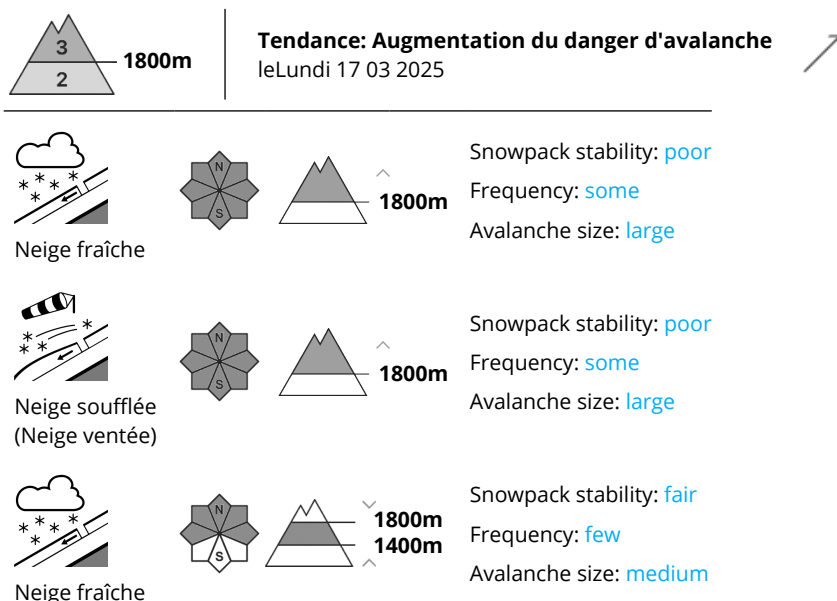 3
2
1800m
Tendance: Augmentation du danger d'avalanche
leLundi 17 03 2025
N
S
1800m
Snowpack stability: poor
Frequency: some
Avalanche size: large
Neige fraîche
N
S
1800m
Snowpack stability: poor
Frequency: some
Avalanche size: large
Neige soufflée
(Neige ventée)
N
S
1800m
1400m
Snowpack stability: fair
Frequency: few
Avalanche size: medium
Neige fraîche